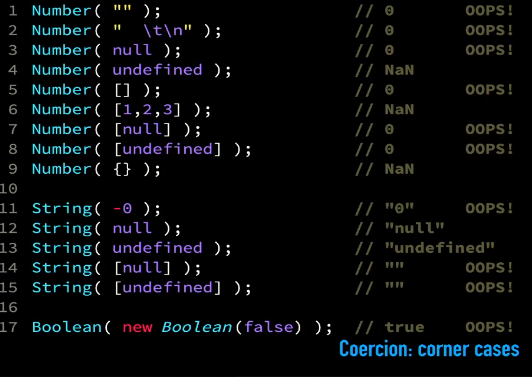 1 Number( "" ); // 0 OOPS!
2 Number( "  \t\n" ); // 0 OOPS!
3 Number( null ); // 0 OOPS!
4 Number( undefined ); // NaN
5 Number( [] ); // 0 OOPS!
6 Number( [1,2,3] ); // NaN
7 Number( [null] ); // 0 OOPS!
8 Number( [undefined] ); // 0 OOPS!
9 Number( {} ); // NaN
10
11 String( -0 ); // "0" OOPS!
12 String( null ); // "null"
13 String( undefined ); // "undefined"
14 String( [null] ); // "" OOPS!
15 String( [undefined] ); // "" OOPS!
16
17 Boolean( new Boolean(false) ); // true OOPS!
Coercion: corner cases